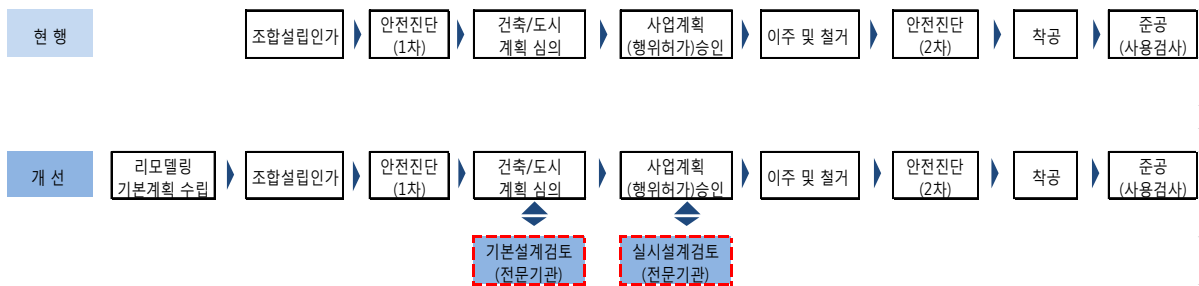 현 행
조합설립인가
안전진단
(1차)
건축/도시
계획 심의
사업계획
(행위허가)승인
이주 및 철거
안전진단
(2차)
착공
준공
(사용검사)
개 선
리모델링
기본계획 수립
조합설립인가
안전진단
(1차)
건축/도시
계획 심의
사업계획
(행위허가)승인
이주 및 철거
안전진단
(2차)
착공
준공
(사용검사)
기본설계검토
(전문기관)
실시설계검토
(전문기관)